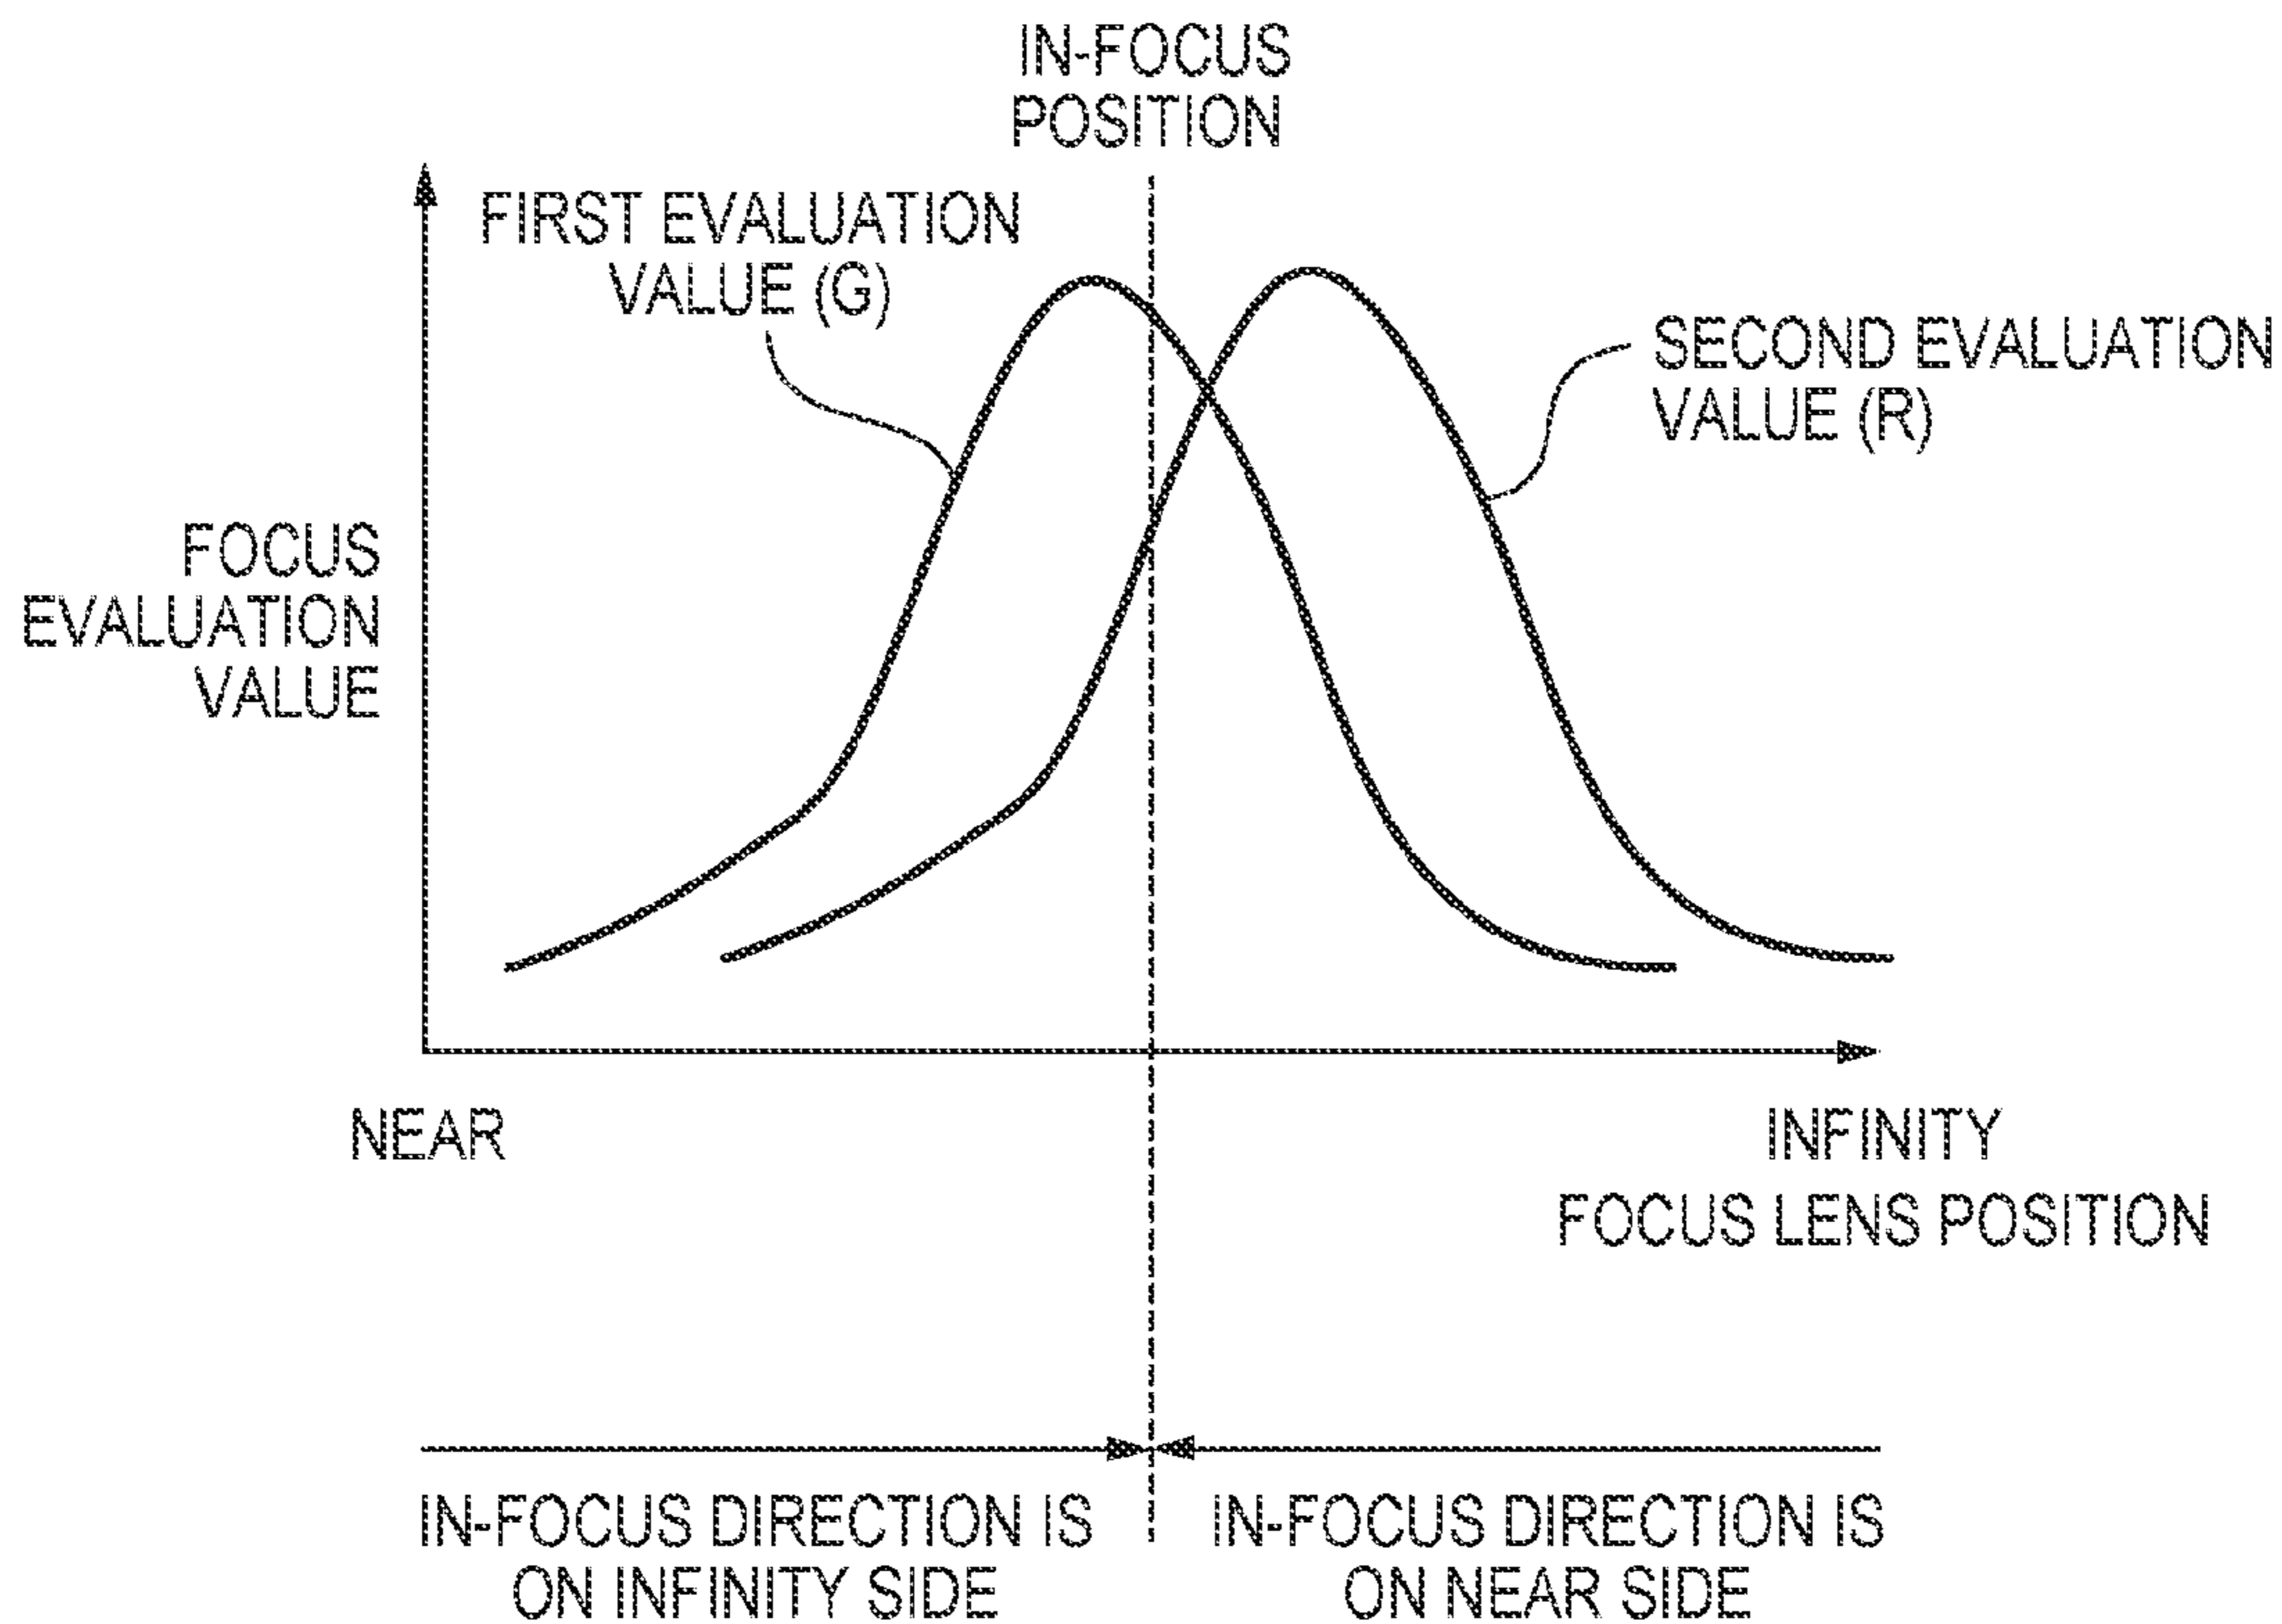 IN-FOCUS
POSITION
FIRST EVALUATION
VALUE (G)
SECOND EVALUATION
VALUE (R)
FOCUS
EVALUATION
VALUE
NEAR
INFINITY
FOCUS LENS POSITION
IN-FOCUS DIRECTION IS
ON INFINITY SIDE
IN-FOCUS DIRECTION IS
ON NEAR SIDE